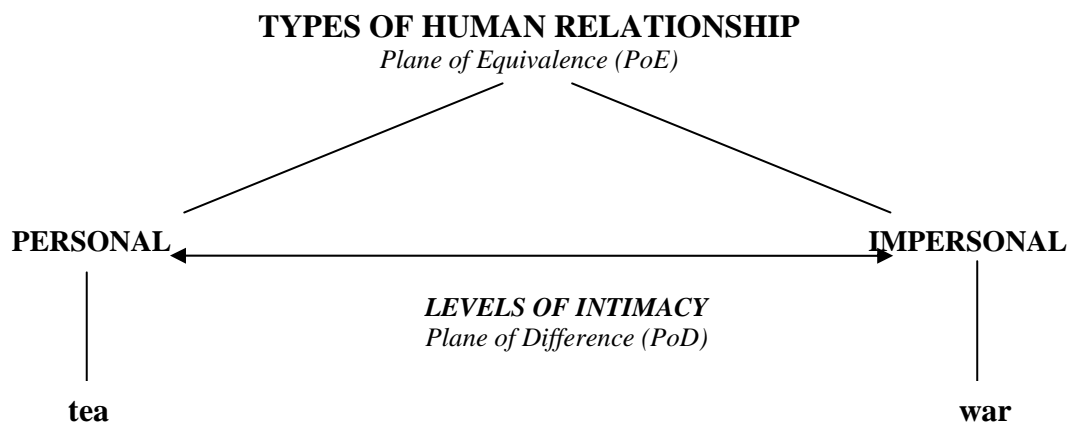 TYPES OF HUMAN RELATIONSHIP
Plane of Equivalence (PoE)
PERSONAL
IMPERSONAL
LEVELS OF INTIMACY
Plane of Difference (PoD)
tea
war